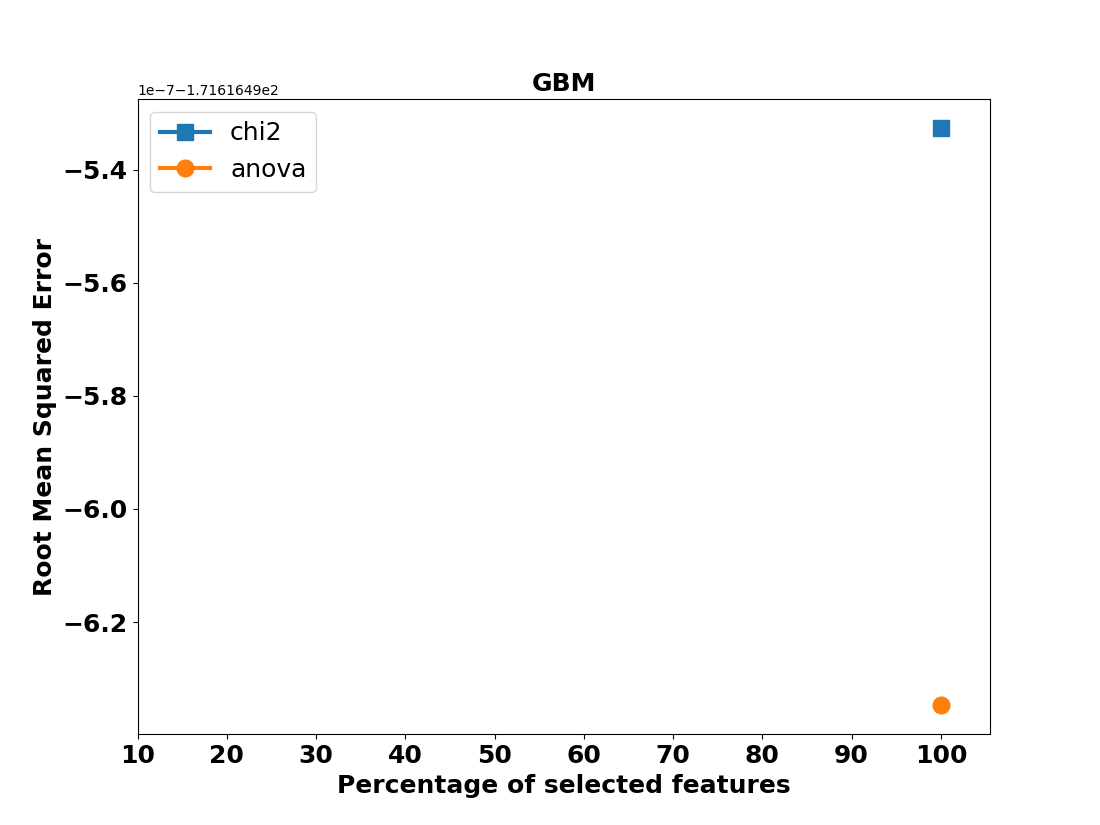 GBM
1e−7−1.7161649e2
chi2
anova
−5.4
−5.6
−5.8
−6.0
−6.2
Root Mean Squared Error
10 20 30 40 50 60 70 80 90 100
Percentage of selected features